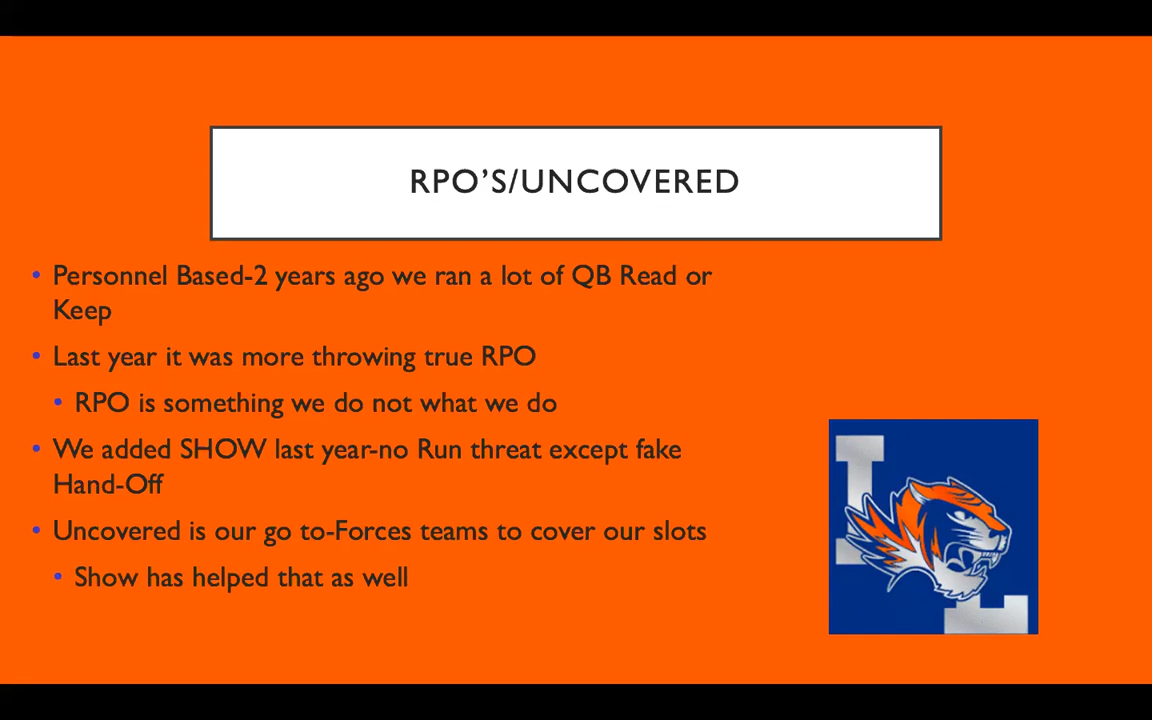 RPO’S/UNCOVERED
• Personnel Based-2 years ago we ran a lot of QB Read or
Keep
• Last year it was more throwing true RPO
• RPO is something we do not what we do
• We added SHOW last year-no Run threat except fake
Hand-Off
• Uncovered is our go to-Forces teams to cover our slots
• Show has helped that as well
L L